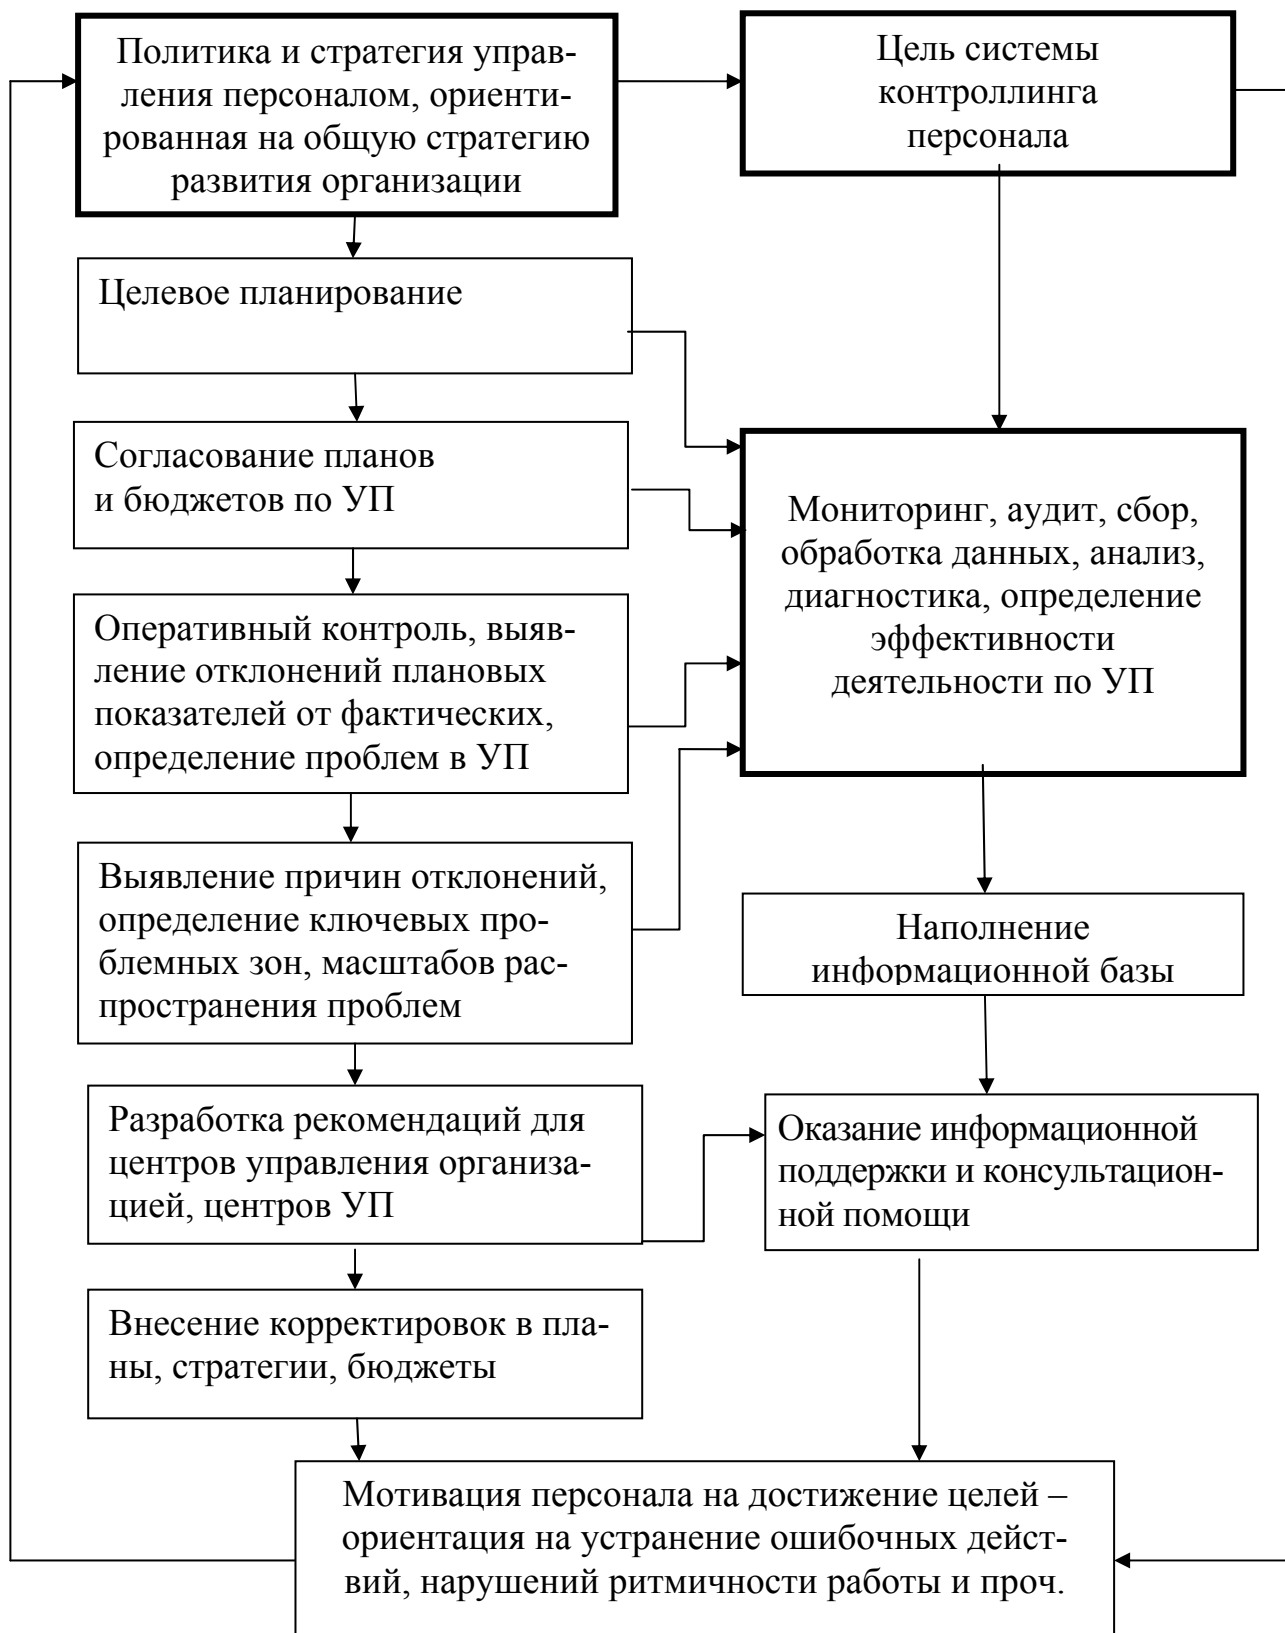 Политика и стратегия управ-
ления персоналом, ориенти-
рованная на общую стратегию
развития организации
Цель системы
контроллинга
персонала
Целевое планирование
Согласование планов
и бюджетов по УП
Мониторинг, аудит, сбор,
обработка данных, анализ,
диагностика, определение
эффективности
деятельности по УП
Оперативный контроль, выяв-
ление отклонений плановых
показателей от фактических,
определение проблем в УП
Выявление причин отклонений,
определение ключевых про-
блемных зон, масштабов рас-
пространения проблем
Наполнение
информационной базы
Разработка рекомендаций для
центров управления организа-
цией, центров УП
Оказание информационной
поддержки и консультацион-
ной помощи
Внесение корректировок в пла-
ны, стратегии, бюджеты
Мотивация персонала на достижение целей –
ориентация на устранение ошибочных дейст-
вий, нарушений ритмичности работы и проч.